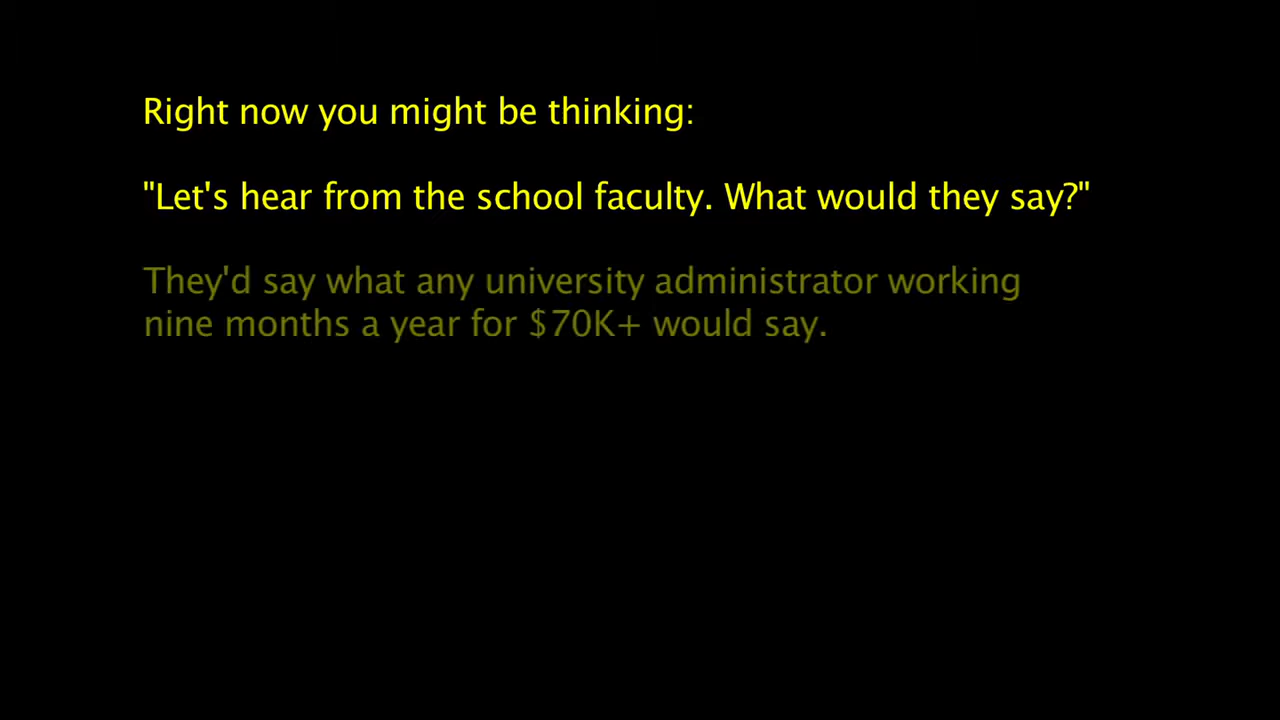 Right now you might be thinking:
"Let's hear from the school faculty. What would they say?"
They'd say what any university administrator working
nine months a year for $70K+ would say.